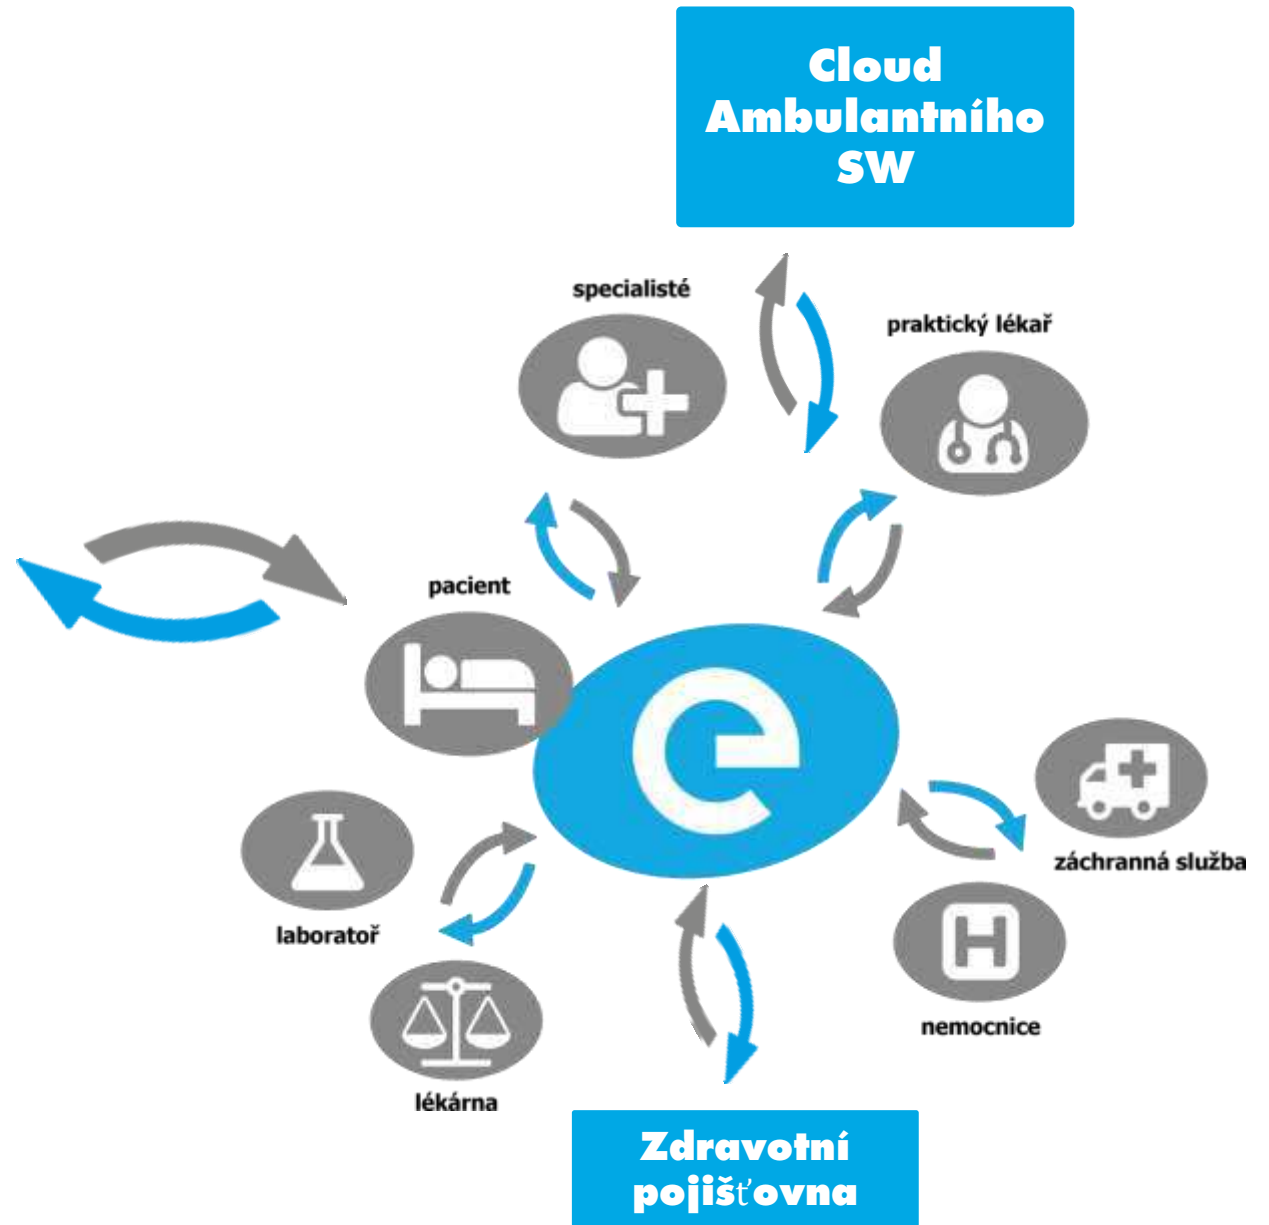 Cloud
Ambulantního
SW
specialisté
praktický lékař
pacient
e
záchranná služba
laboratoř
H
nemocnice
lékárna
Zdravotní
pojišťovna